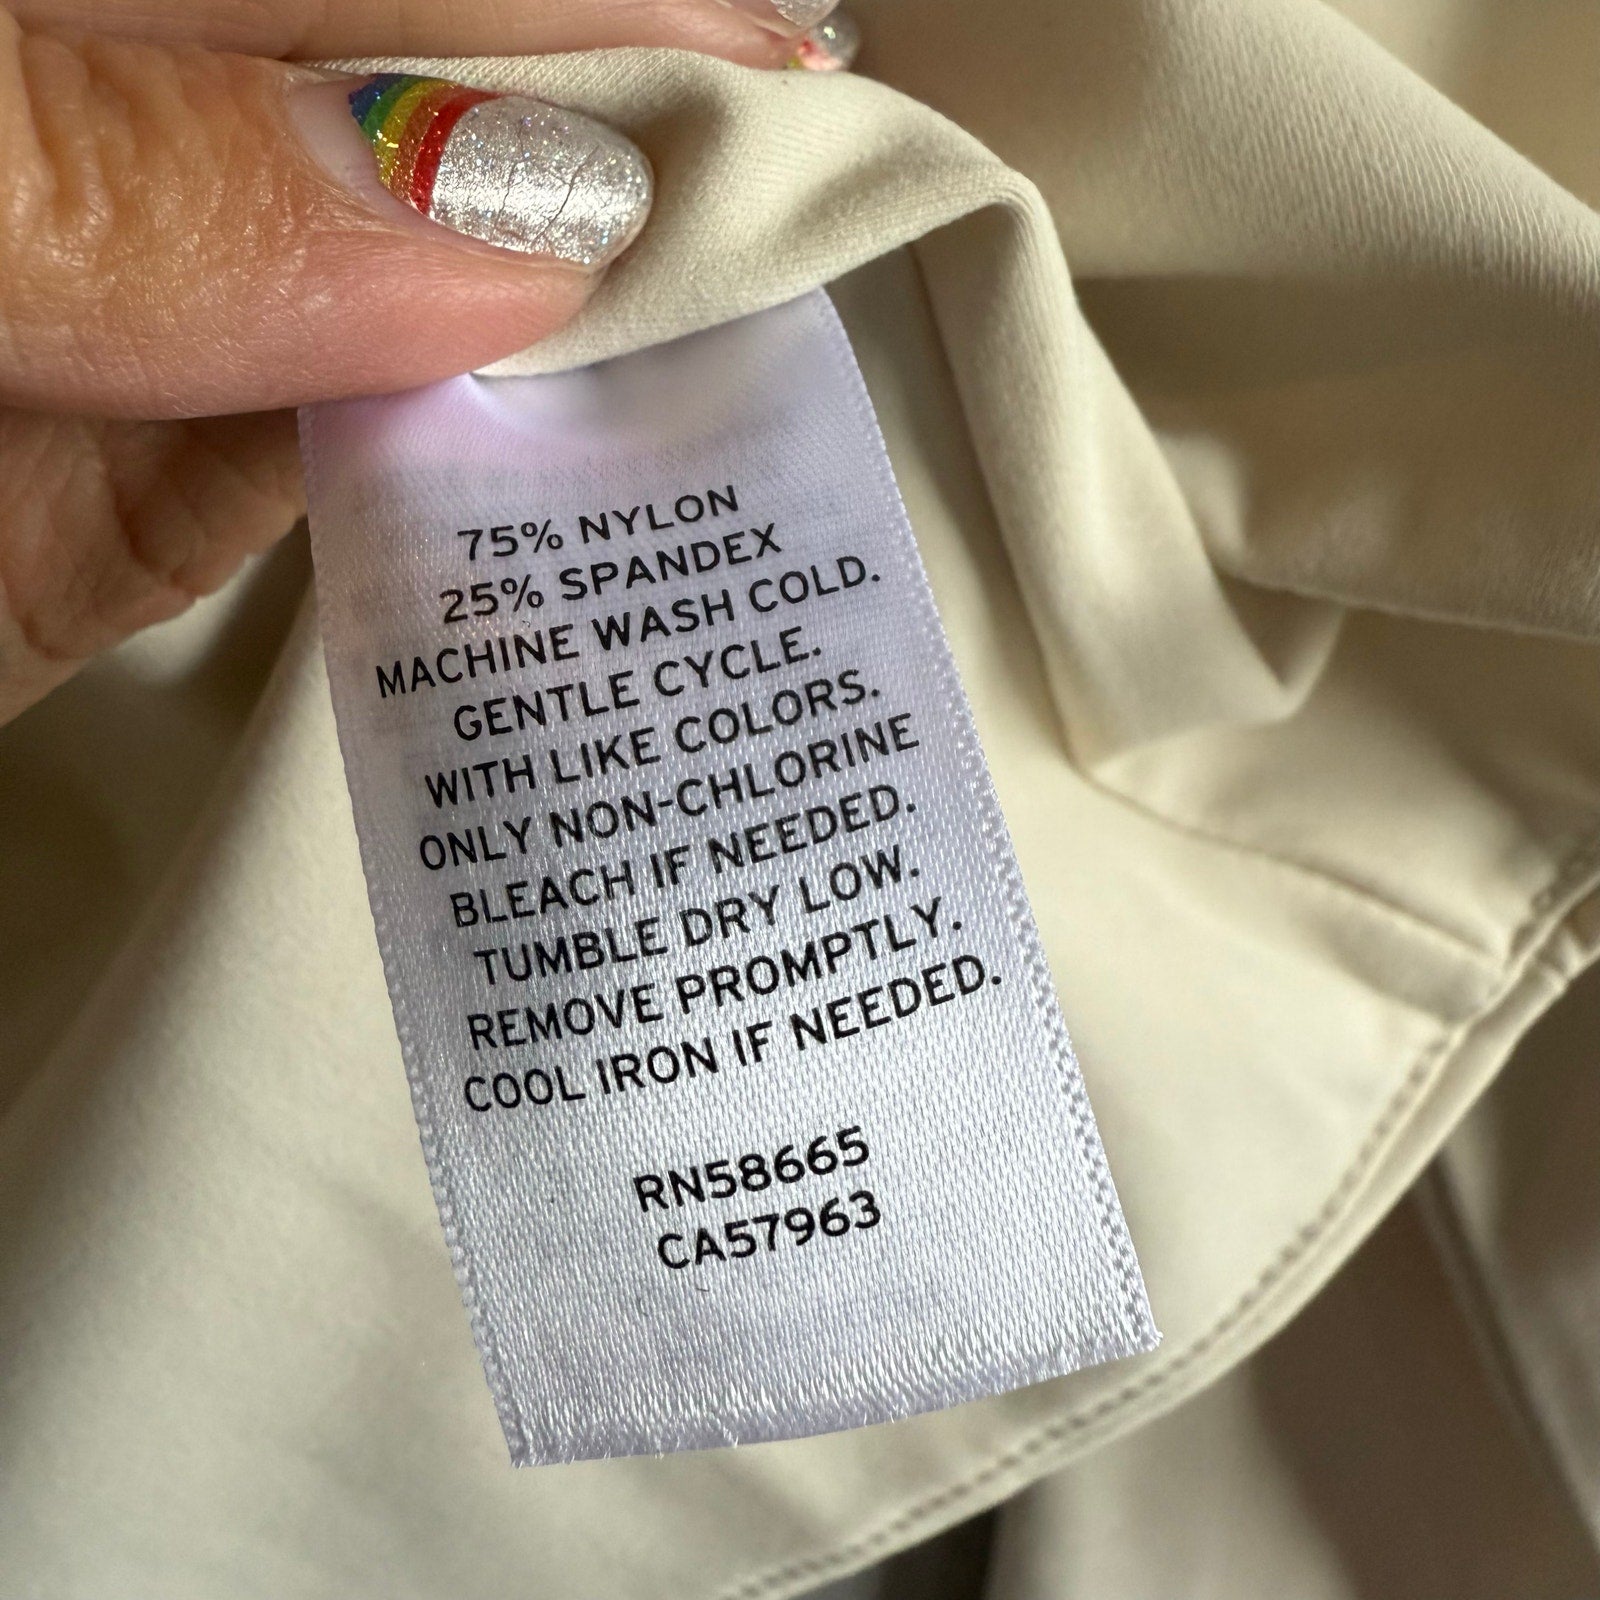 75% NYLON
25% SPANDEX
MACHINE WASH COLD.
GENTLE CYCLE.
WITH LIKE COLORS.
ONLY NON-CHLORINE
BLEACH IF NEEDED.
TUMBLE DRY LOW.
REMOVE PROMPTLY.
COOL IRON IF NEEDED.
RN58665
CA57963